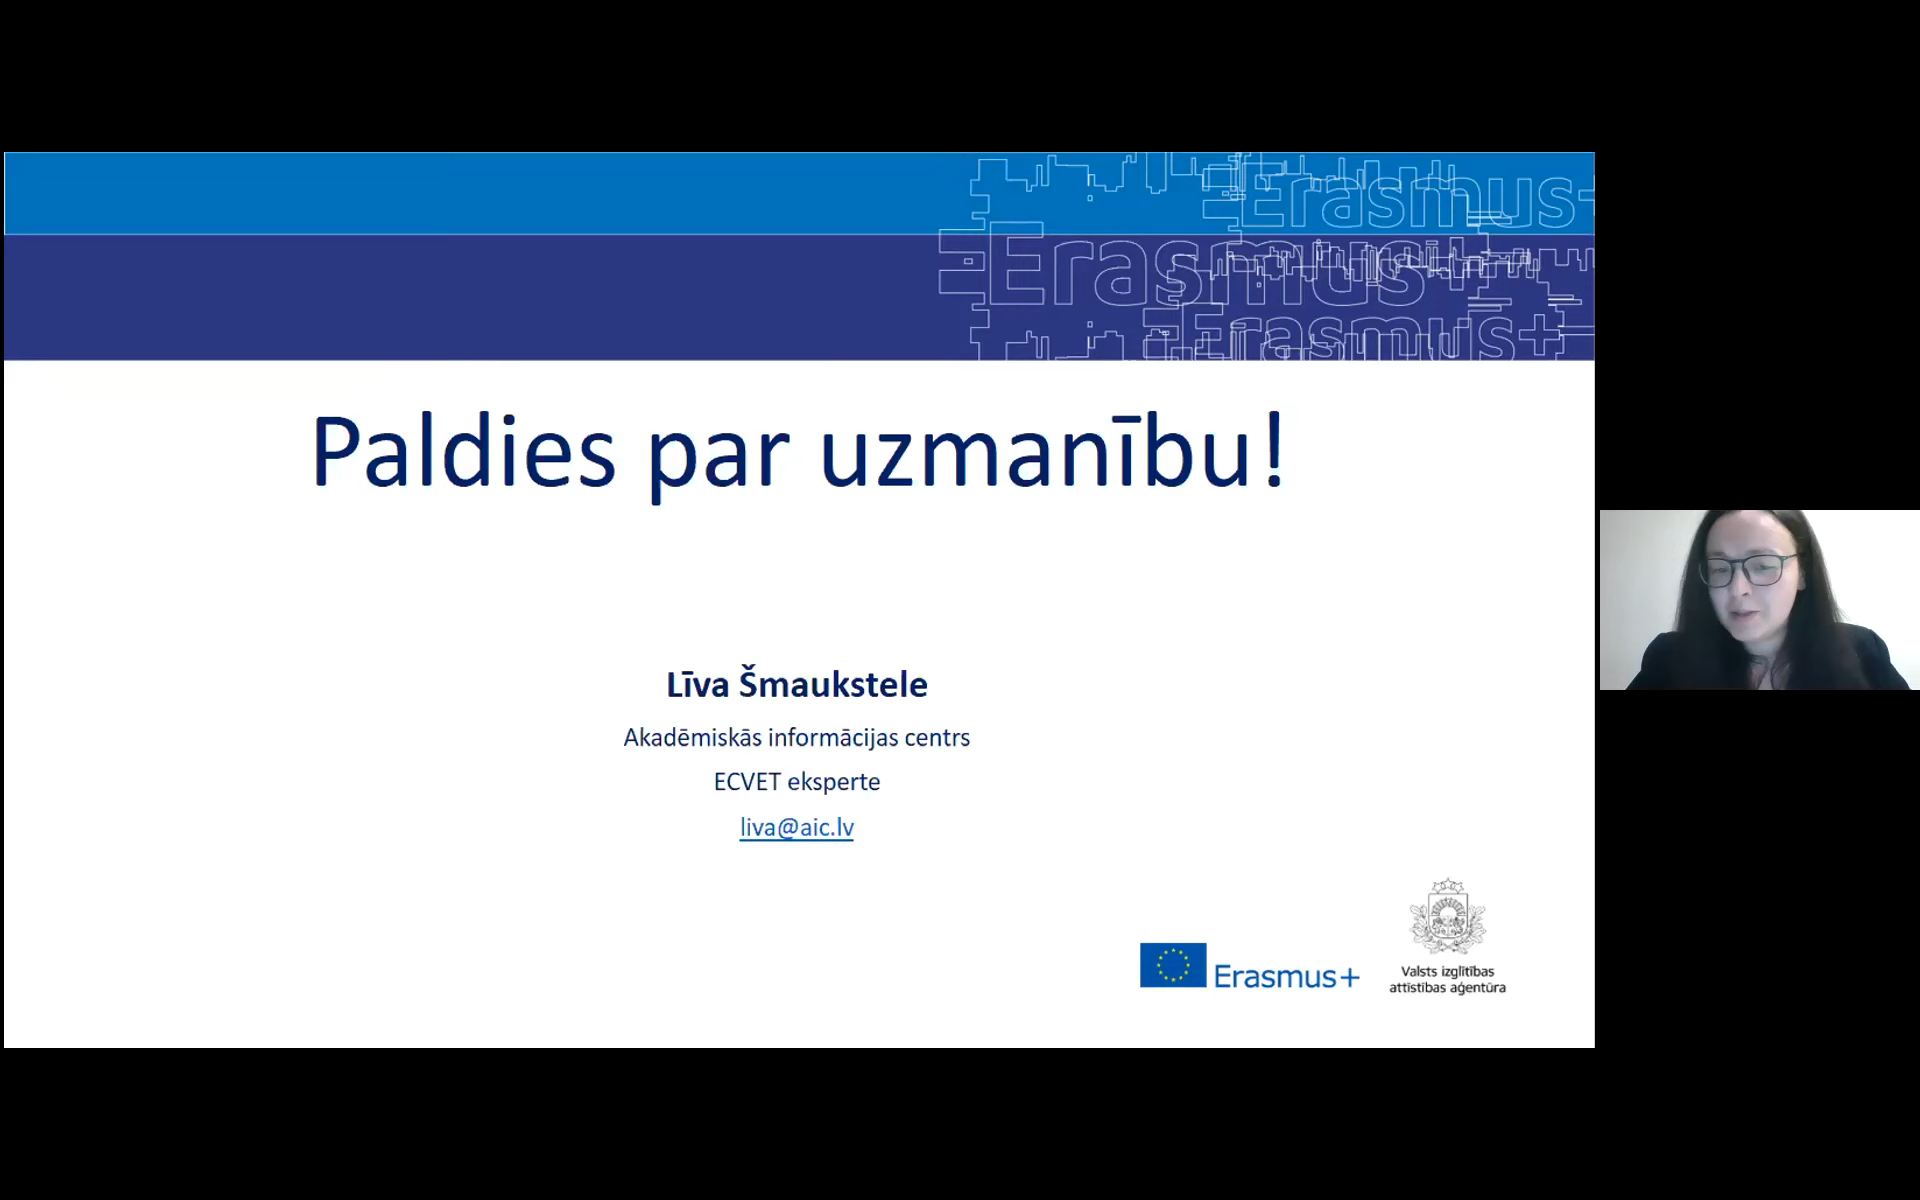 Erasmus+
Erasmus+
Erasmus+
Paldies par uzmanību!
Līva Šmaukstele
Akadēmiskās informācijas centrs
ECVET eksperte
liva@aic.lv
Erasmus+
Valsts izglītības
attīstības aģentūra